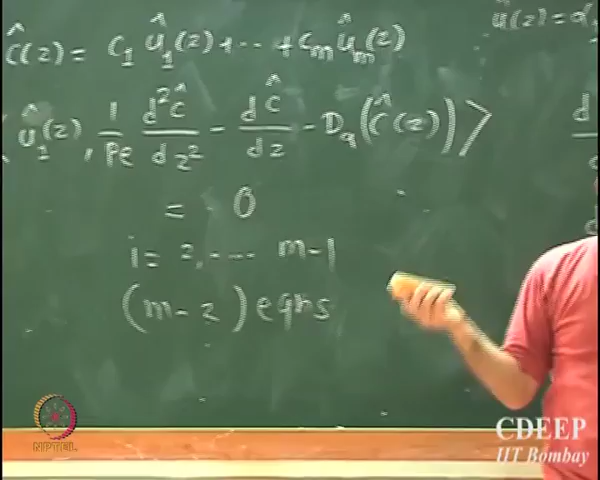 ĉ(z) = c₁ û₁(z) + ··· + cₘ ûₘ(z)
û(z) =
⟨ û₁(z), 1/Pe d²ĉ/dz² − dĉ/dz − Dₐ(ĉ(z)) ⟩
= 0
i = 2, ···· m-1
(m-2) eqns
NPTEL
CDEEP
IIT Bombay